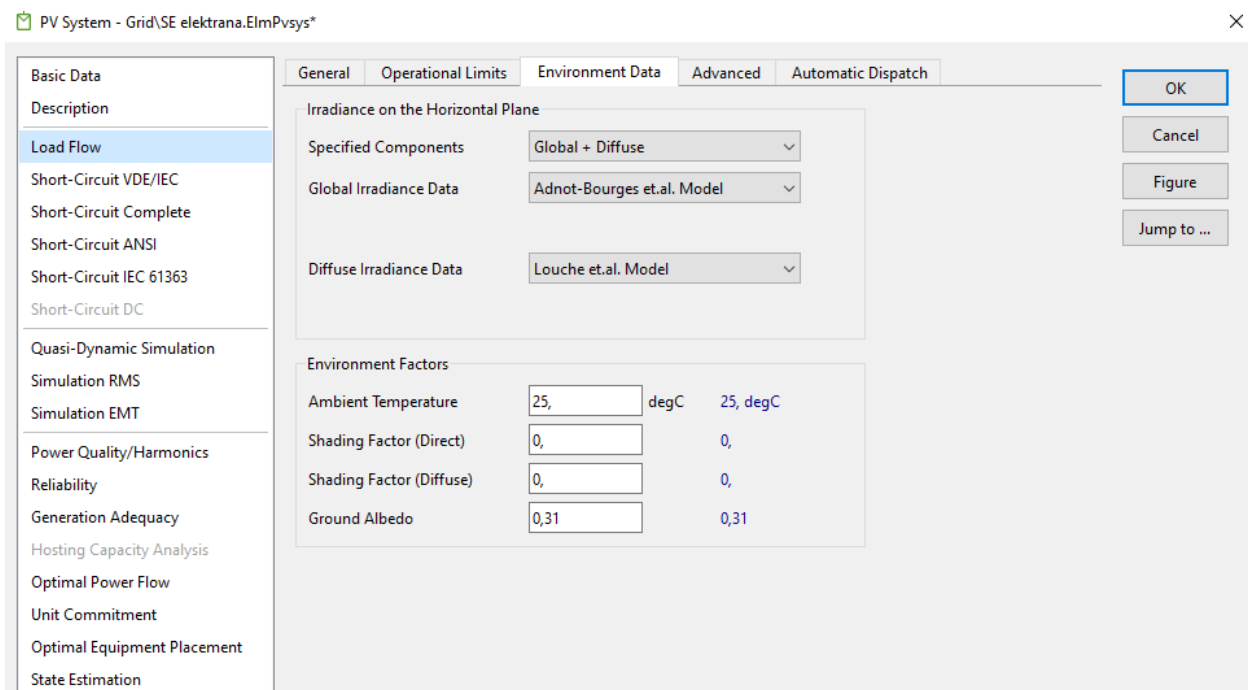 PV System - Grid\SE elektrana.ElmPvsys*
Basic Data
Description
Load Flow
Short-Circuit VDE/IEC
Short-Circuit Complete
Short-Circuit ANSI
Short-Circuit IEC 61363
Short-Circuit DC
Quasi-Dynamic Simulation
Simulation RMS
Simulation EMT
Power Quality/Harmonics
Reliability
Generation Adequacy
Hosting Capacity Analysis
Optimal Power Flow
Unit Commitment
Optimal Equipment Placement
State Estimation
General Operational Limits Environment Data Advanced Automatic Dispatch
Irradiance on the Horizontal Plane
Specified Components Global + Diffuse
Global Irradiance Data Adnot-Bourges et.al. Model
Diffuse Irradiance Data Louche et.al. Model
Environment Factors
Ambient Temperature 25, degC 25, degC
Shading Factor (Direct) 0, 0,
Shading Factor (Diffuse) 0, 0,
Ground Albedo 0,31 0,31
OK
Cancel
Figure
Jump to ...